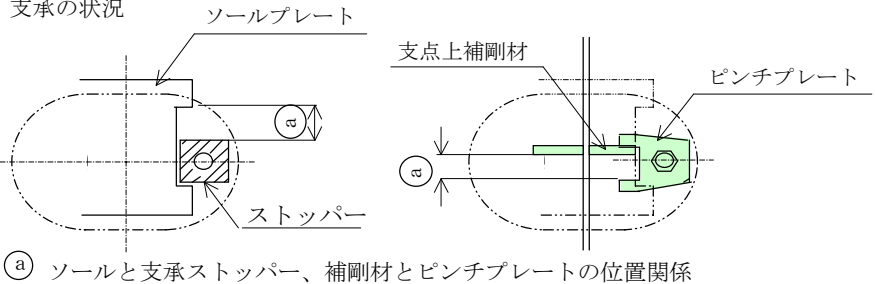 支承の状況
ソールプレート
支点上補剛材
ピンチプレート
a
a
ストッパー
a ソールと支承ストッパー、補剛材とピンチプレートの位置関係